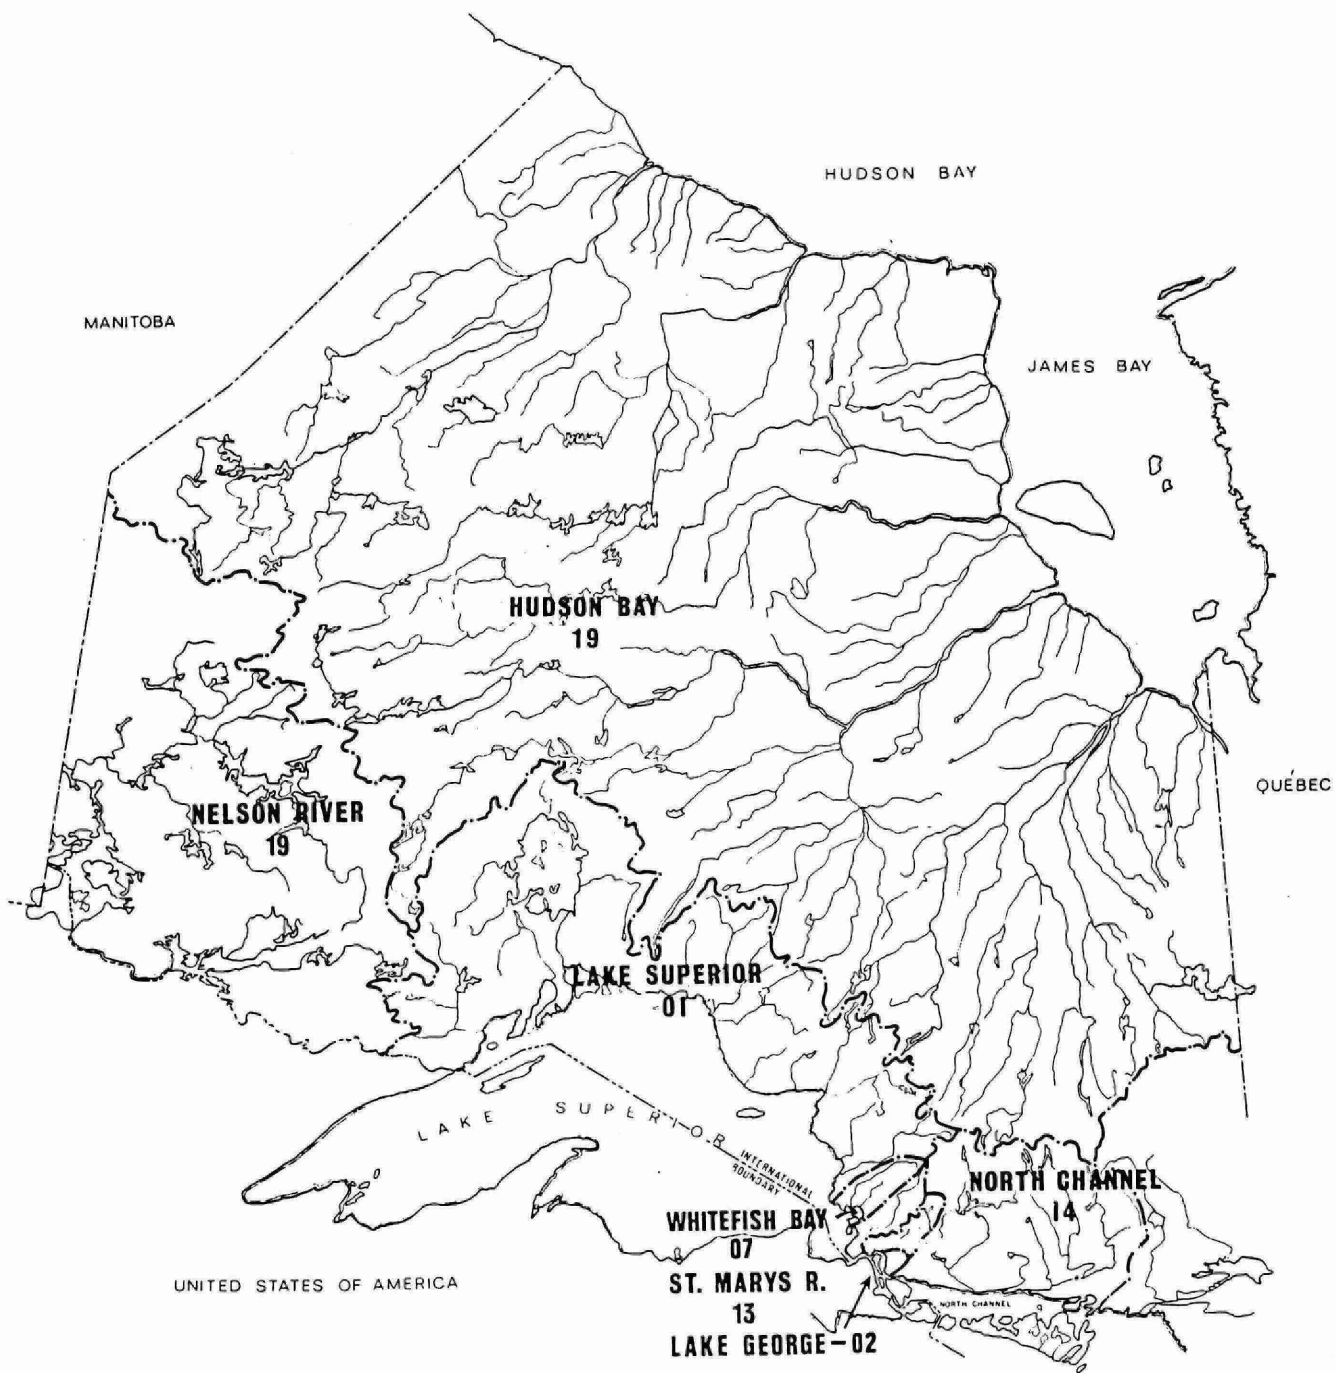 HUDSON BAY
MANITOBA
JAMES BAY
HUDSON BAY
19
QUÉBEC
NELSON RIVER
19
LAKE SUPERIOR
01
LAKE SUPERIOR
INTERNATIONAL
BOUNDARY
NORTH CHANNEL
14
WHITEFISH BAY
07
ST. MARYS R.
13
LAKE GEORGE-02
UNITED STATES OF AMERICA
NORTH CHANNEL